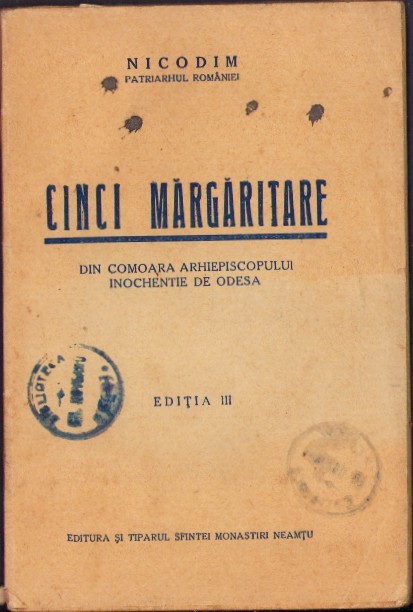 NICODIM
PATRIARHUL ROMÂNIEI
CINCI MĂRGĂRITARE
DIN COMOARA ARHIEPISCOPULUI
INOCHENTIE DE ODESA
EDIŢIA III
EDITURA ŞI TIPARUL SFINTEI MONASTIRI NEAMŢU